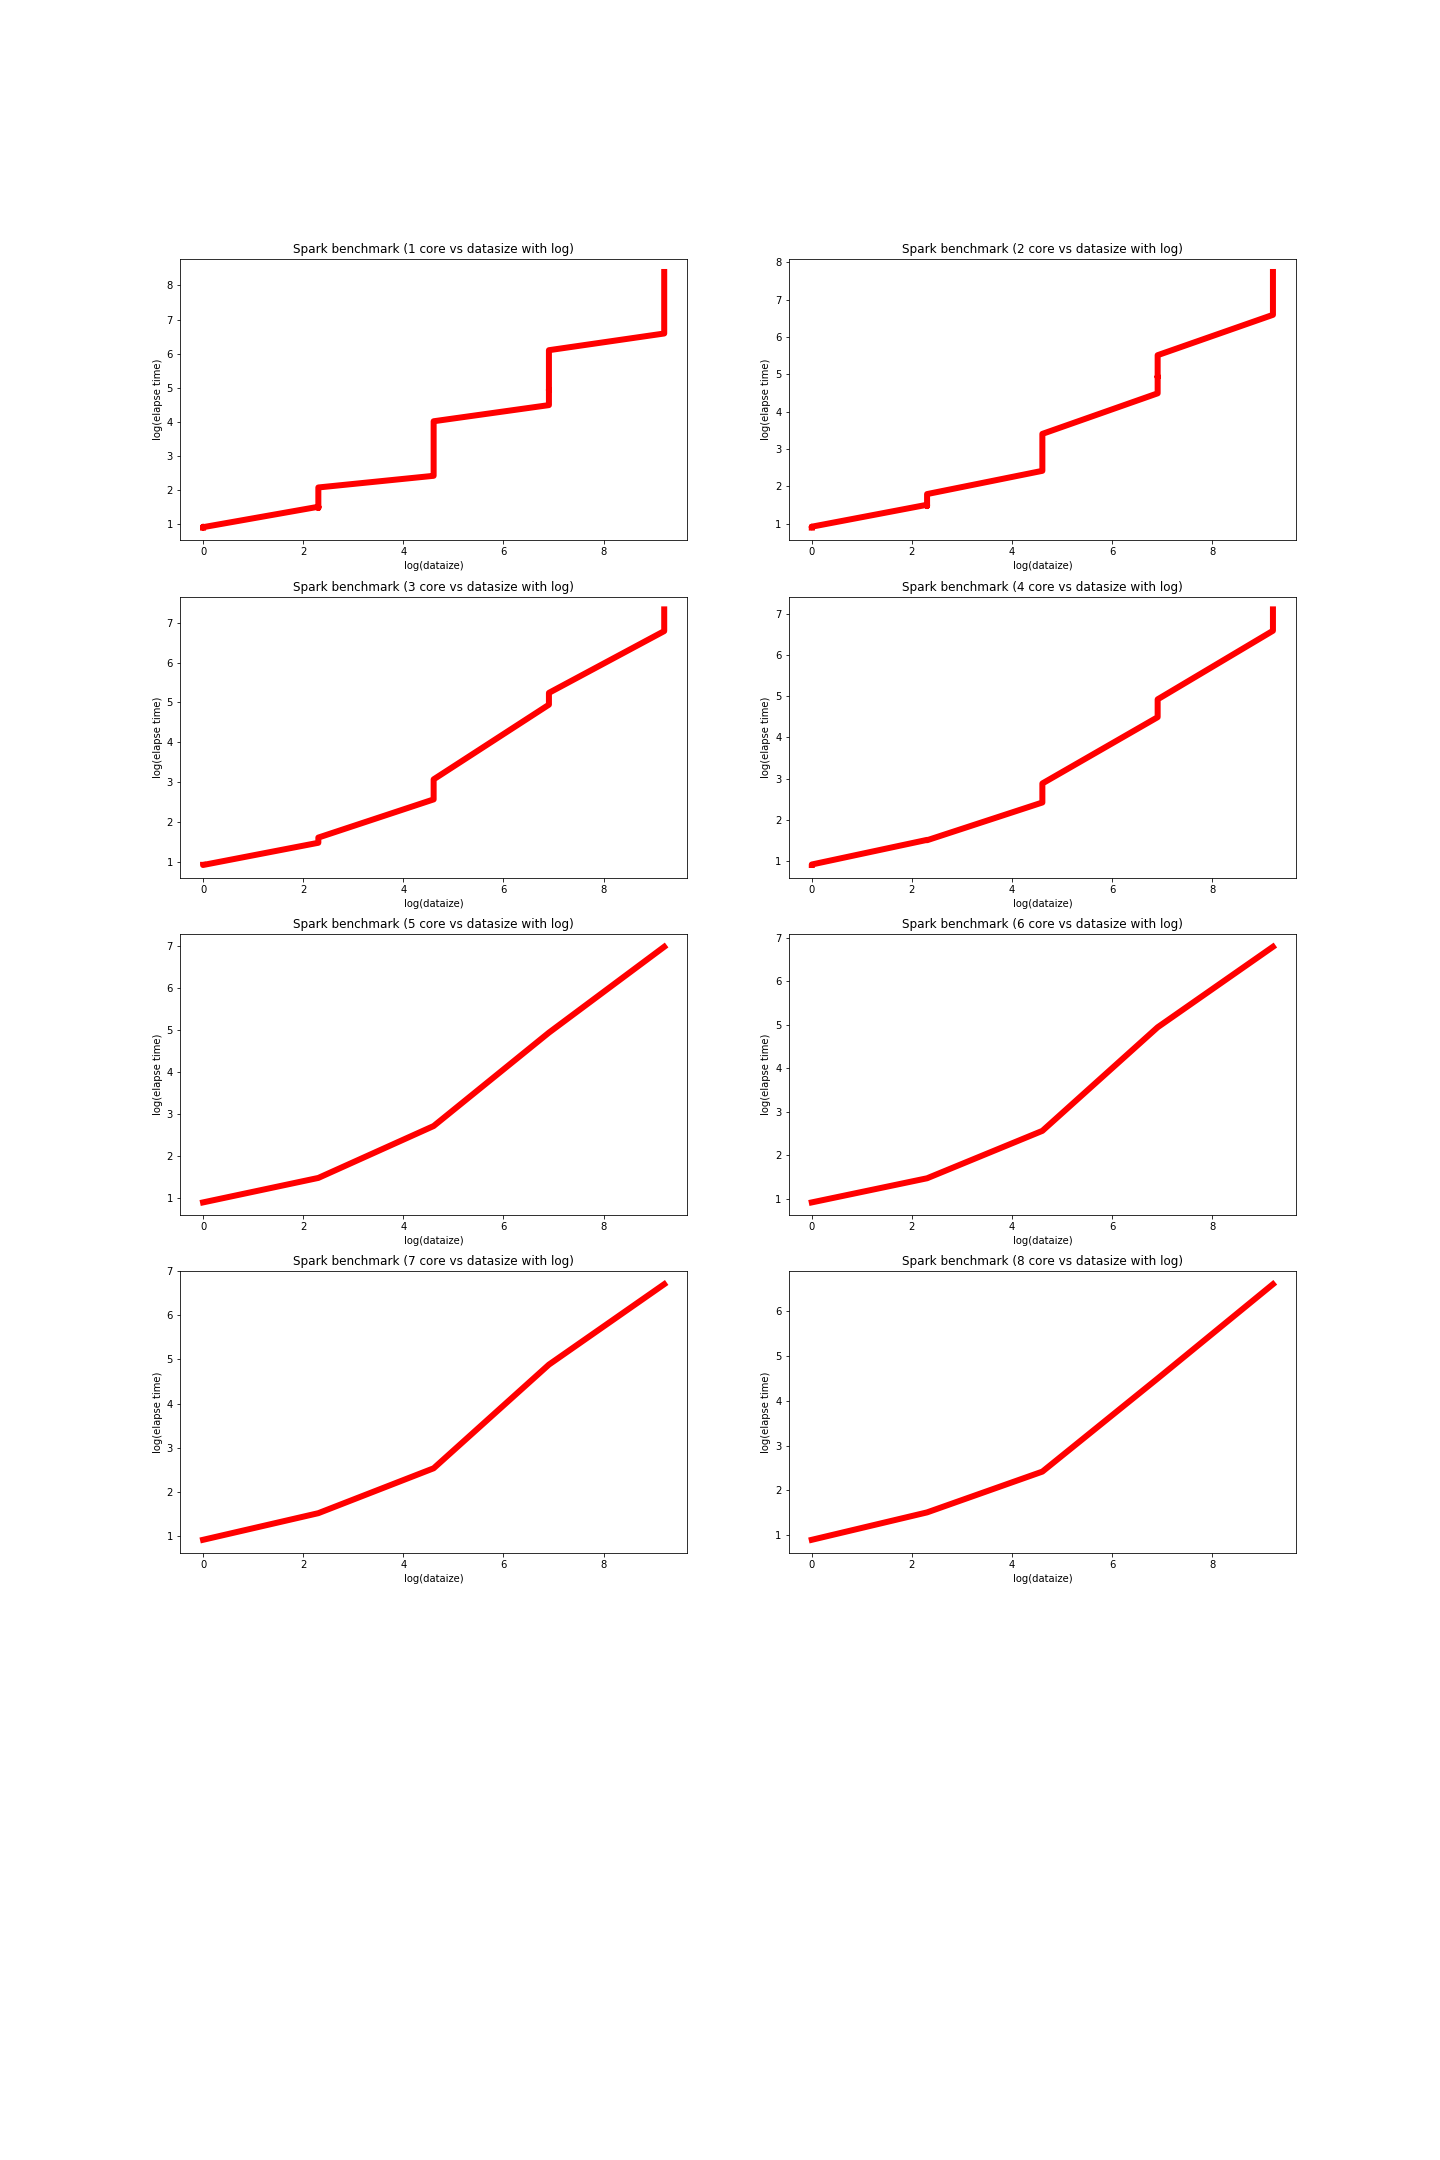 Spark benchmark (1 core vs datasize with log)
8
7
6
5
4
3
2
1
log(elapse time)
0 2 4 6 8
log(dataize)
Spark benchmark (2 core vs datasize with log)
8
7
6
5
4
3
2
1
log(elapse time)
0 2 4 6 8
log(dataize)
Spark benchmark (3 core vs datasize with log)
7
6
5
4
3
2
1
log(elapse time)
0 2 4 6 8
log(dataize)
Spark benchmark (4 core vs datasize with log)
7
6
5
4
3
2
1
log(elapse time)
0 2 4 6 8
log(dataize)
Spark benchmark (5 core vs datasize with log)
7
6
5
4
3
2
1
log(elapse time)
0 2 4 6 8
log(dataize)
Spark benchmark (6 core vs datasize with log)
7
6
5
4
3
2
1
log(elapse time)
0 2 4 6 8
log(dataize)
Spark benchmark (7 core vs datasize with log)
7
6
5
4
3
2
1
log(elapse time)
0 2 4 6 8
log(dataize)
Spark benchmark (8 core vs datasize with log)
6
5
4
3
2
1
log(elapse time)
0 2 4 6 8
log(dataize)